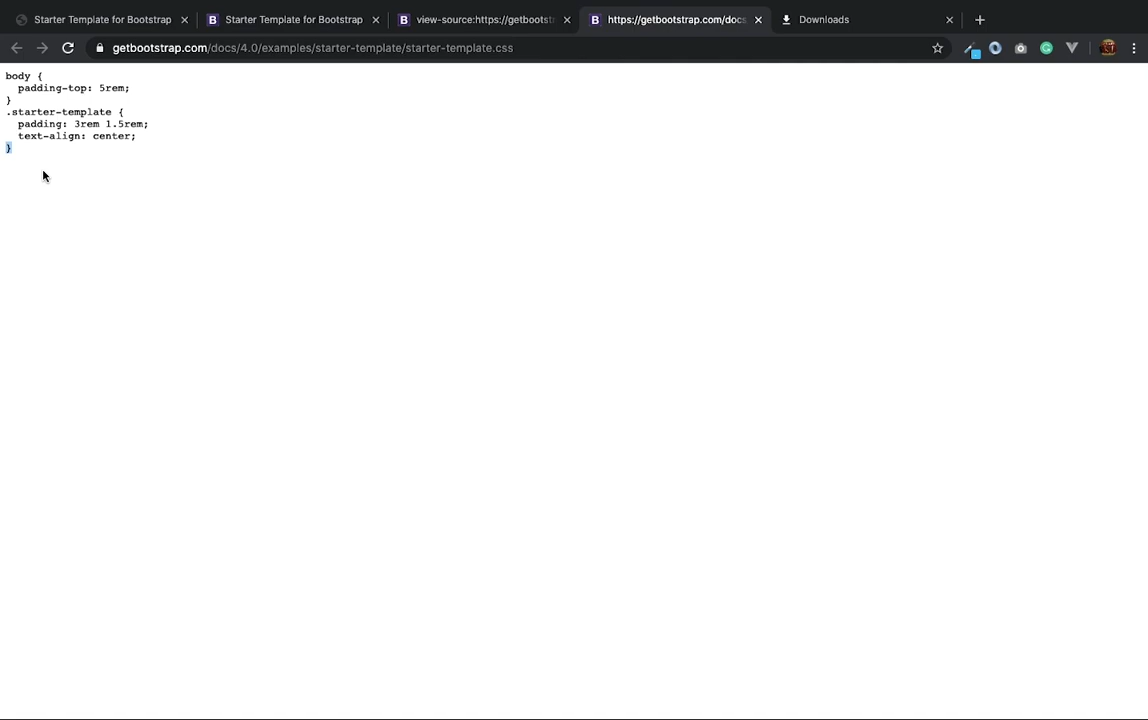 Starter Template for Bootstrap
B Starter Template for Bootstrap
B view-source:https://getbootst
B https://getbootstrap.com/docs
Downloads
getbootstrap.com/docs/4.0/examples/starter-template/starter-template.css
body {
padding-top: 5rem;
}
.starter-template {
padding: 3rem 1.5rem;
text-align: center;
}